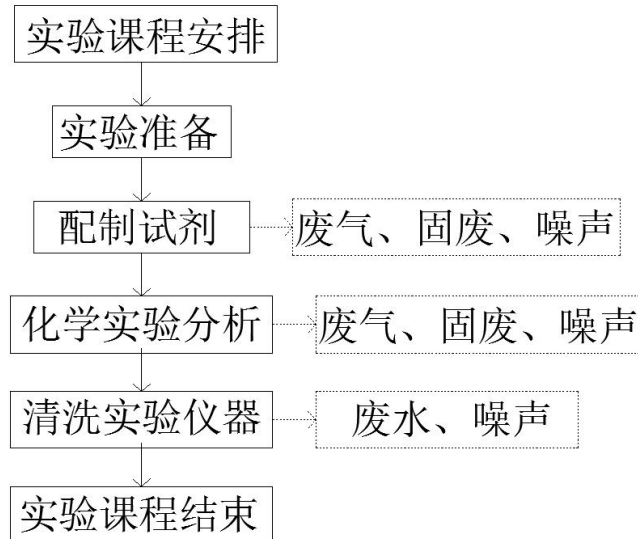 实验课程安排
实验准备
配制试剂
废气、固废、噪声
化学实验分析
废气、固废、噪声
清洗实验仪器
废水、噪声
实验课程结束